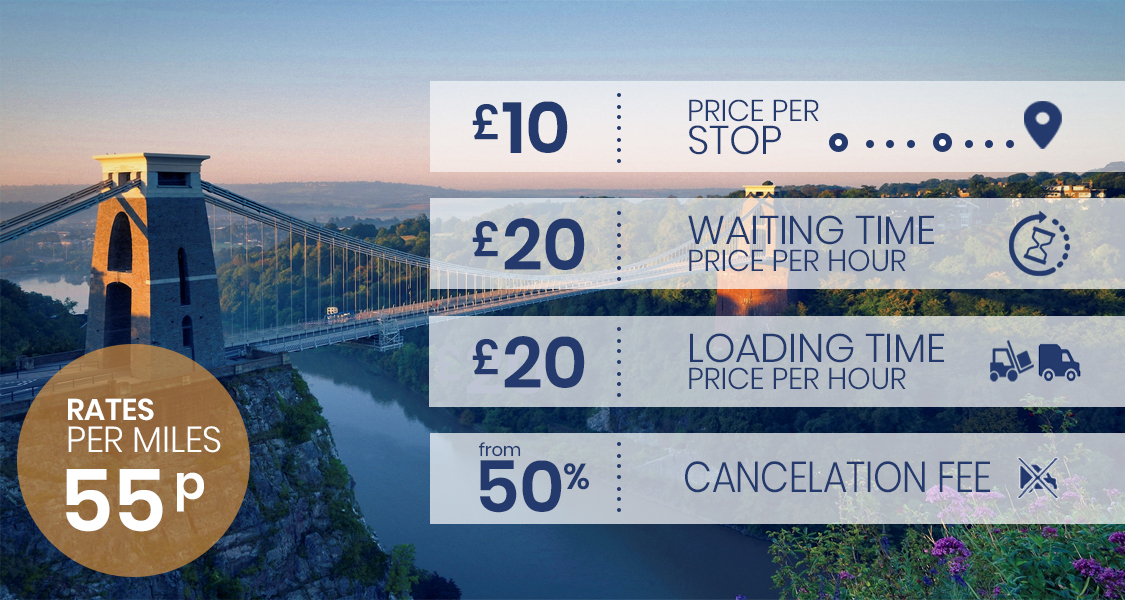 £10
PRICE PER
STOP
£20
WAITING TIME
PRICE PER HOUR
£20
LOADING TIME
PRICE PER HOUR
from
50%
CANCELATION FEE
RATES
PER MILES
55p